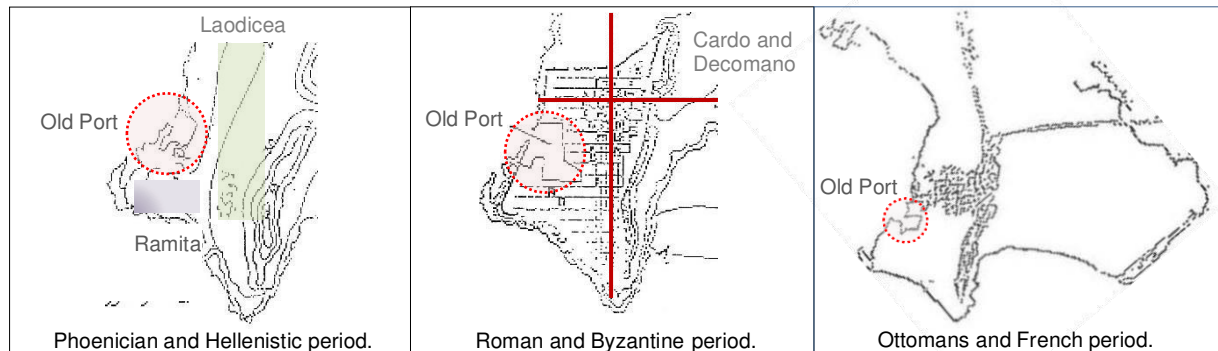 Laodicea
Old Port
Ramita
Phoenician and Hellenistic period.
Cardo and
Decomano
Old Port
Roman and Byzantine period.
Old Port
Ottomans and French period.